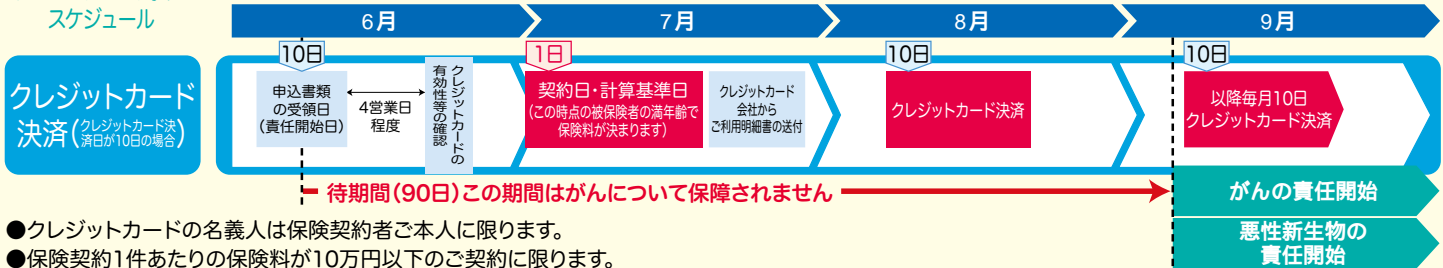 スケジュール
6月
7月
8月
9月
クレジットカード
決済(クレジットカード決
済日が10日の場合)
10日
申込書類
の受領日
(責任開始日)
4営業日
程度
クレジットカードの
有効性等の確認
1日
契約日・計算基準日
(この時点の被保険者の満年齢で
保険料が決まります)
クレジットカード
会社から
ご利用明細書の送付
10日
クレジットカード決済
10日
以降毎月10日
クレジットカード決済
待期間(90日)この期間はがんについて保障されません
がんの責任開始
悪性新生物の
責任開始
●クレジットカードの名義人は保険契約者ご本人に限ります。
●保険契約1件あたりの保険料が10万円以下のご契約に限ります。